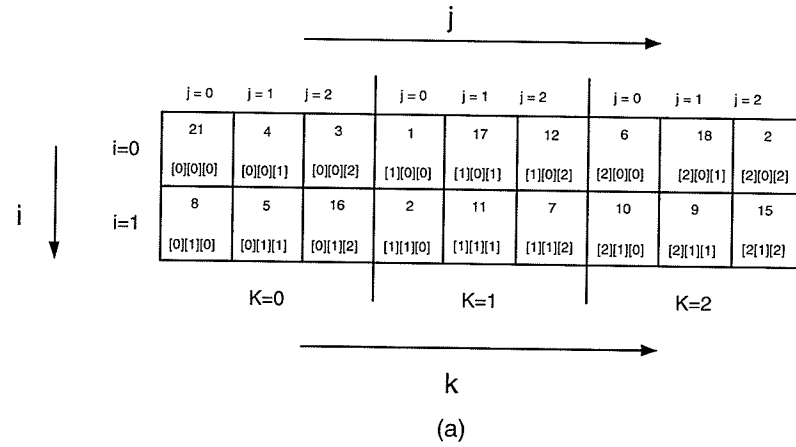 j
j = 0 j = 1 j = 2 j = 0 j = 1 j = 2 j = 0 j = 1 j = 2
i=0 21 4 3 1 17 12 6 18 2
[0][0][0] [0][0][1] [0][0][2] [1][0][0] [1][0][1] [1][0][2] [2][0][0] [2][0][1] [2][0][2]
i
i=1 8 5 16 2 11 7 10 9 15
[0][1][0] [0][1][1] [0][1][2] [1][1][0] [1][1][1] [1][1][2] [2][1][0] [2][1][1] [2[1][2]
K=0 K=1 K=2
k
(a)